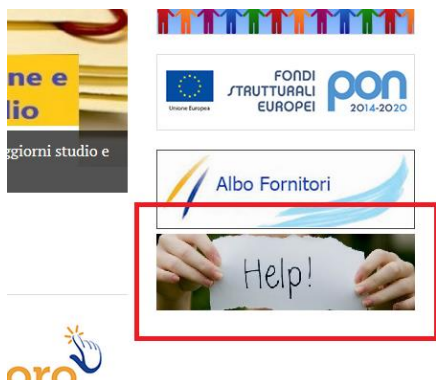 ne e
lio
ggiorni studio e
Unione Europea
FONDI
STRUTTURALI
EUROPEI
pon
2014-2020
Albo Fornitori
Help!
oro